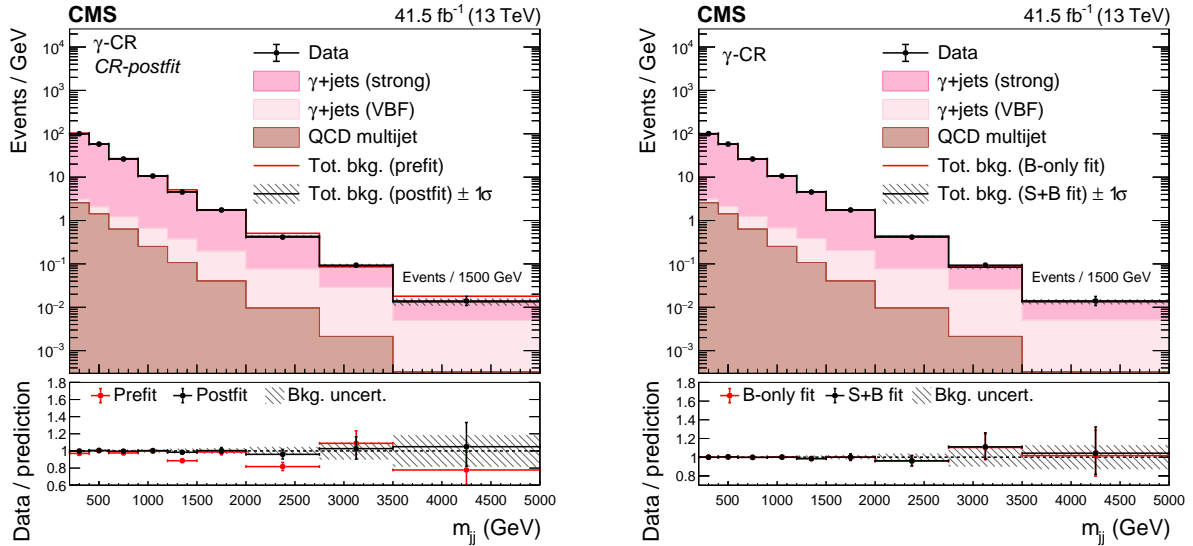 CMS 41.5 fb⁻¹ (13 TeV)
Events / GeV
10⁴
10³
10²
10
1
10⁻¹
10⁻²
10⁻³
γ-CR
CR-postfit
Data
γ+jets (strong)
γ+jets (VBF)
QCD multijet
Tot. bkg. (prefit)
Tot. bkg. (postfit) ± 1σ
Events / 1500 GeV
Data / prediction
1.8
1.6
1.4
1.2
1.0
0.8
0.6
Prefit Postfit Bkg. uncert.
500 1000 1500 2000 2500 3000 3500 4000 4500 5000
m_jj (GeV)
CMS 41.5 fb⁻¹ (13 TeV)
Events / GeV
10⁴
10³
10²
10
1
10⁻¹
10⁻²
10⁻³
γ-CR
Data
γ+jets (strong)
γ+jets (VBF)
QCD multijet
Tot. bkg. (B-only fit)
Tot. bkg. (S+B fit) ± 1σ
Events / 1500 GeV
Data / prediction
1.8
1.6
1.4
1.2
1.0
0.8
0.6
B-only fit S+B fit Bkg. uncert.
500 1000 1500 2000 2500 3000 3500 4000 4500 5000
m_jj (GeV)